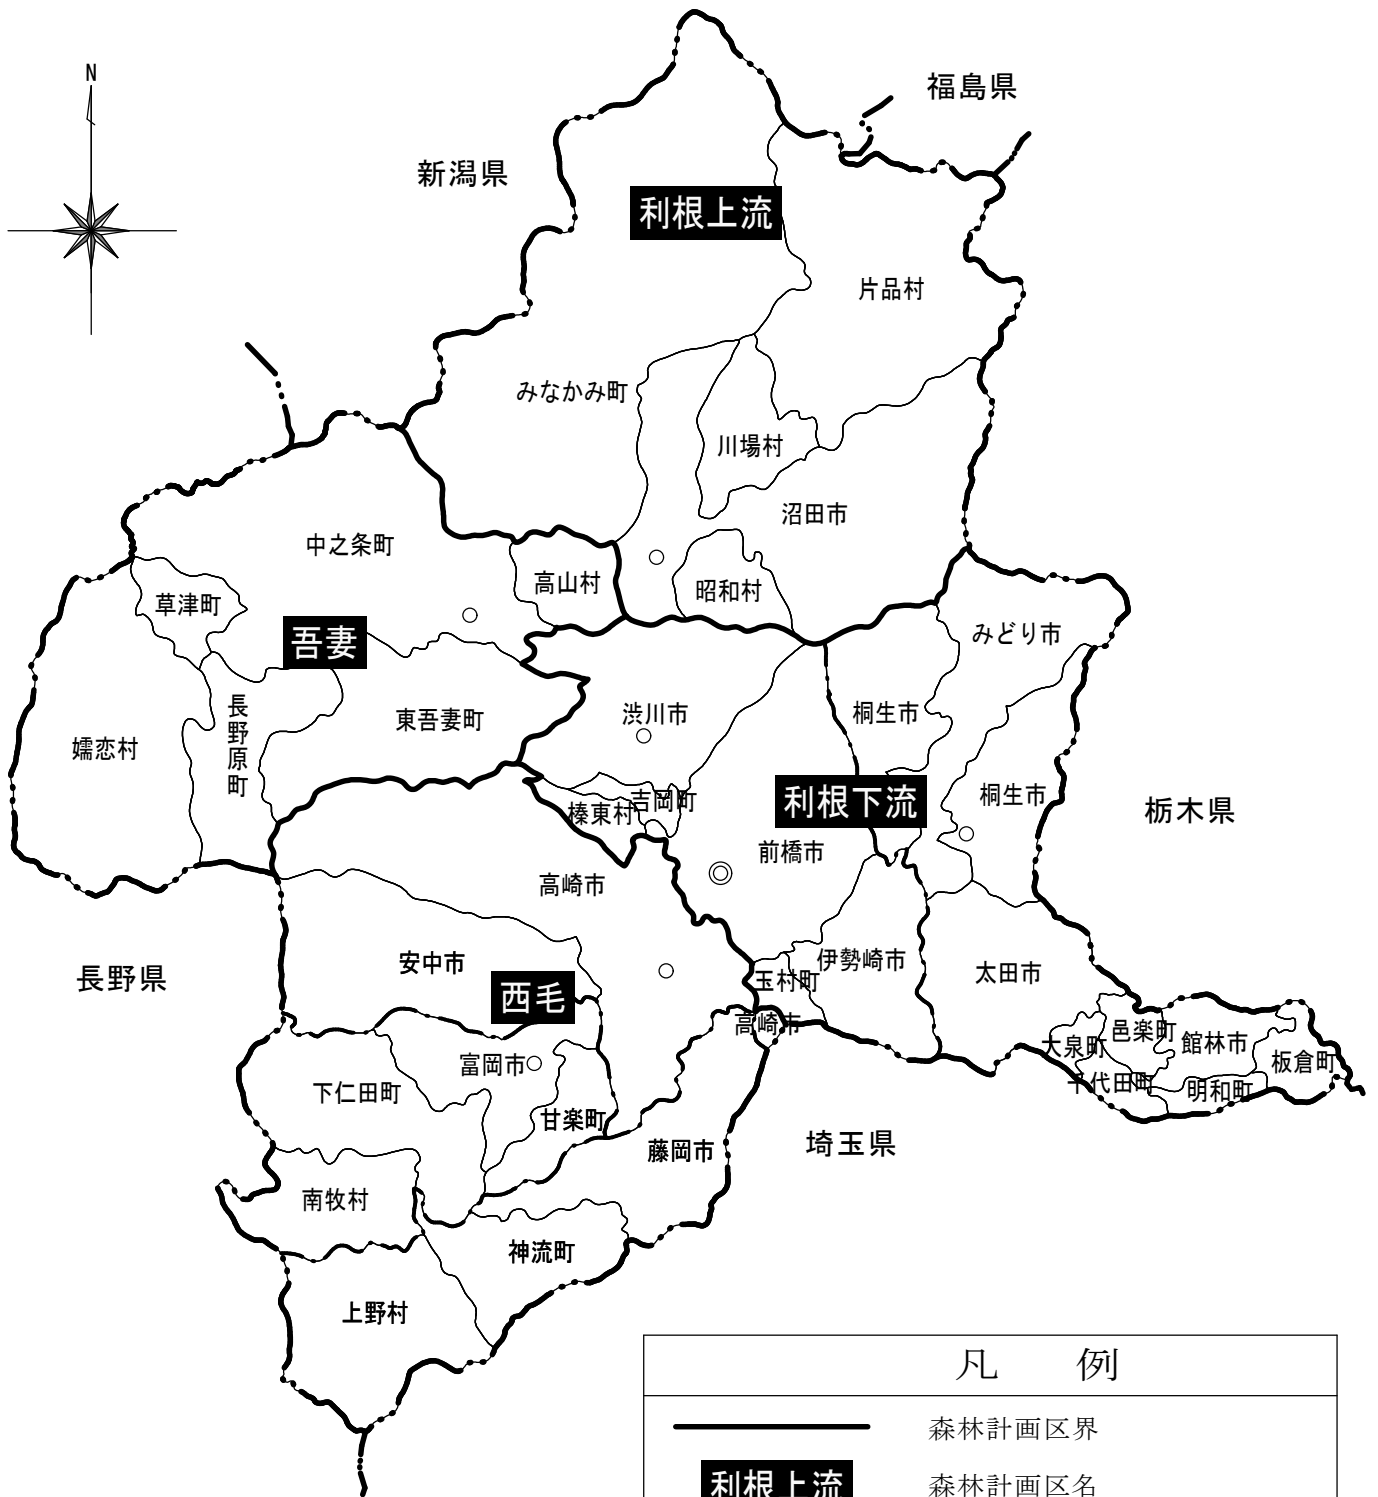 N
福島県
新潟県
利根上流
片品村
みなかみ町
川場村
沼田市
中之条町
高山村
昭和村
草津町
みどり市
吾妻
長野原町
東吾妻町
渋川市
桐生市
嬬恋村
桐生市
利根下流
吉岡町
榛東村
栃木県
前橋市
高崎市
安中市
伊勢崎市
長野県
太田市
玉村町
西毛
高崎市
邑楽町
大泉町
館林市
板倉町
富岡市
千代田町
明和町
下仁田町
甘楽町
藤岡市
埼玉県
南牧村
神流町
上野村
凡 例
森林計画区界
利根上流 森林計画区名